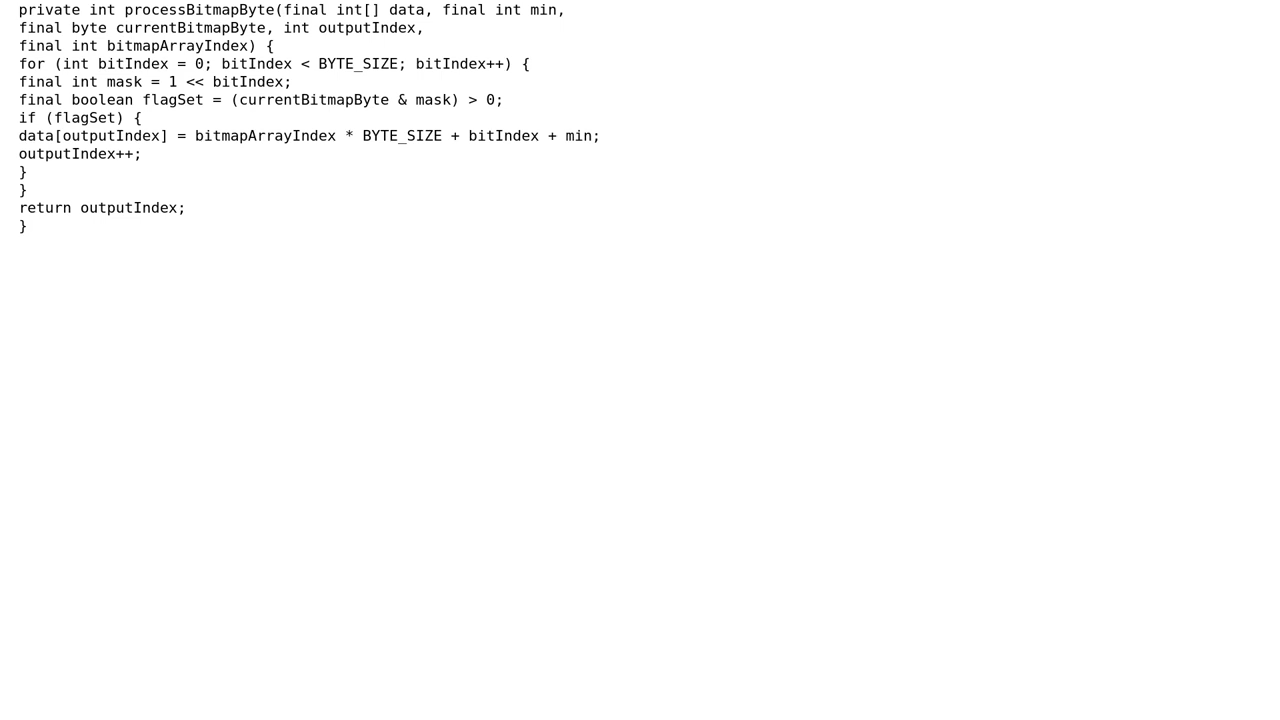 private int processBitmapByte(final int[] data, final int min,
final byte currentBitmapByte, int outputIndex,
final int bitmapArrayIndex) {
for (int bitIndex = 0; bitIndex < BYTE_SIZE; bitIndex++) {
final int mask = 1 << bitIndex;
final boolean flagSet = (currentBitmapByte & mask) > 0;
if (flagSet) {
data[outputIndex] = bitmapArrayIndex * BYTE_SIZE + bitIndex + min;
outputIndex++;
}
}
return outputIndex;
}